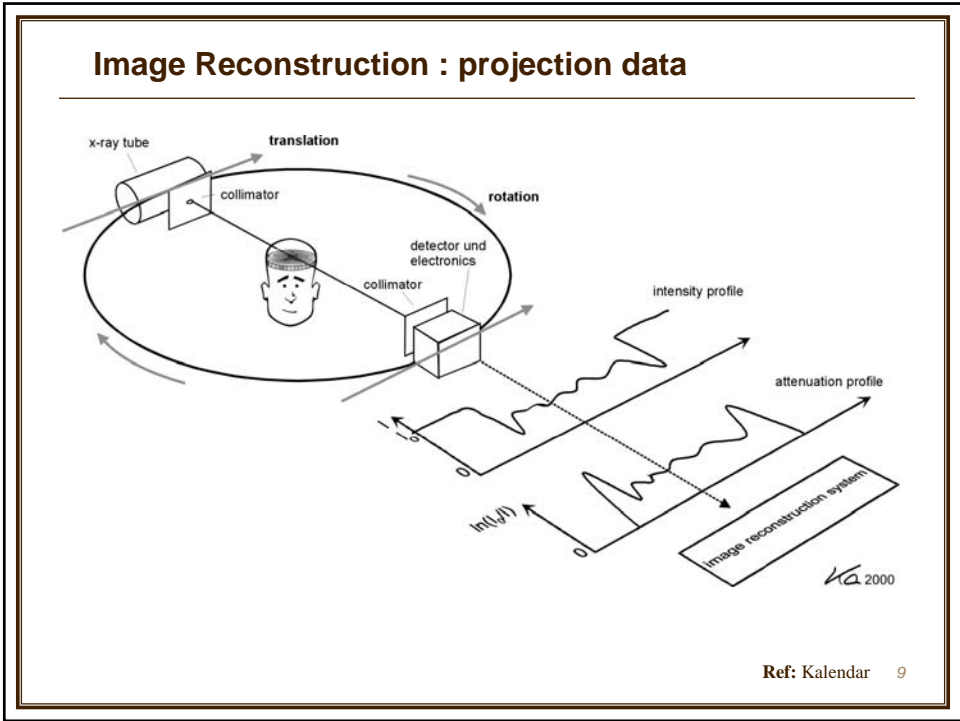 Image Reconstruction : projection data
x-ray tube
translation
collimator
rotation
detector und
electronics
collimator
intensity profile
attenuation profile
I
I₀
0
ln(I₀/I)
0
image reconstruction system
2000
Ref: Kalendar 9